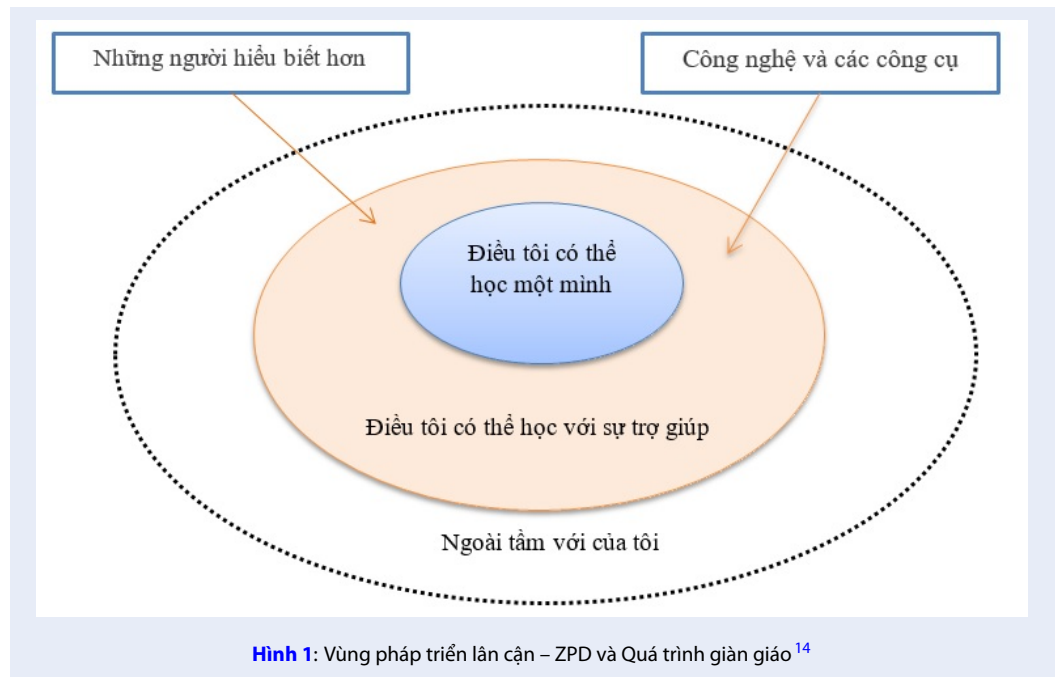 Những người hiểu biết hơn
Công nghệ và các công cụ
Điều tôi có thể
học một mình
Điều tôi có thể học với sự trợ giúp
Ngoài tầm với của tôi
Hình 1: Vùng pháp triển lân cận – ZPD và Quá trình giàn giáo 14